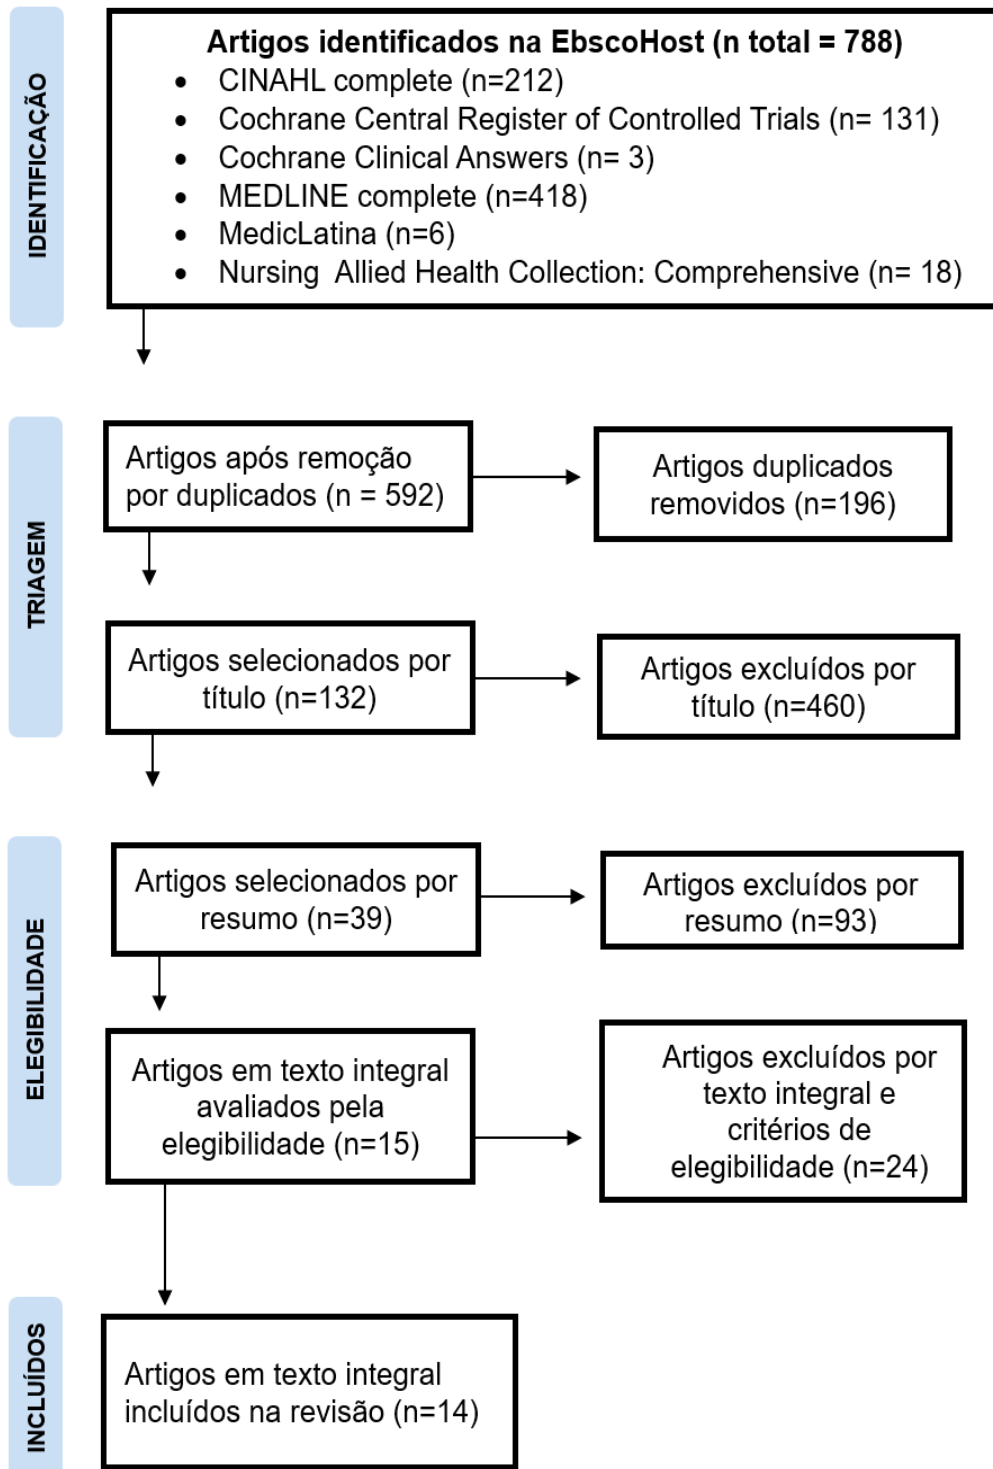 IDENTIFICAÇÃO
Artigos identificados na EbscoHost (n total = 788)
• CINAHL complete (n=212)
• Cochrane Central Register of Controlled Trials (n= 131)
• Cochrane Clinical Answers (n= 3)
• MEDLINE complete (n=418)
• MedicLatina (n=6)
• Nursing Allied Health Collection: Comprehensive (n= 18)
TRIAGEM
Artigos após remoção
por duplicados (n = 592)
Artigos duplicados
removidos (n=196)
Artigos selecionados por
título (n=132)
Artigos excluídos por
título (n=460)
ELEGIBILIDADE
Artigos selecionados por
resumo (n=39)
Artigos excluídos por
resumo (n=93)
Artigos em texto integral
avaliados pela
elegibilidade (n=15)
Artigos excluídos por
texto integral e
critérios de
elegibilidade (n=24)
INCLUÍDOS
Artigos em texto integral
incluídos na revisão (n=14)